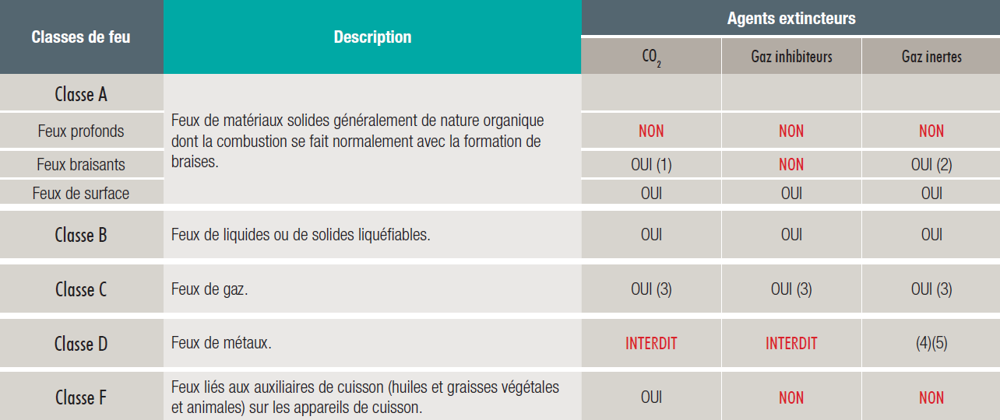 Classes de feu
Description
Agents extincteurs
CO2
Gaz inhibiteurs
Gaz inertes
Classe A
Feux de matériaux solides généralement de nature organique
dont la combustion se fait normalement avec la formation de
braises.
Feux profonds
NON
NON
NON
Feux braisants
OUI (1)
NON
OUI (2)
Feux de surface
OUI
OUI
OUI
Classe B
Feux de liquides ou de solides liquéfiables.
OUI
OUI
OUI
Classe C
Feux de gaz.
OUI (3)
OUI (3)
OUI (3)
Classe D
Feux de métaux.
INTERDIT
INTERDIT
(4)(5)
Classe F
Feux liés aux auxiliaires de cuisson (huiles et graisses végétales
et animales) sur les appareils de cuisson.
OUI
NON
NON